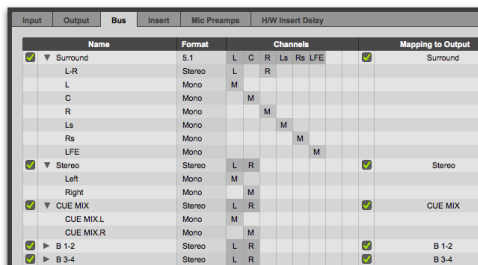 Input Output Bus Insert Mic Preamps H/W Insert Delay
Name Format Channels Mapping to Output
Surround 5.1 L C R Ls Rs LFE Surround
L-R Stereo L R
L Mono M
C Mono M
R Mono M
Ls Mono M
Rs Mono M
LFE Mono M
Stereo Stereo L R Stereo
Left Mono M
Right Mono M
CUE MIX Stereo L R CUE MIX
CUE MIX.L Mono M
CUE MIX.R Mono M
B 1-2 Stereo L R B 1-2
B 3-4 Stereo L R B 3-4